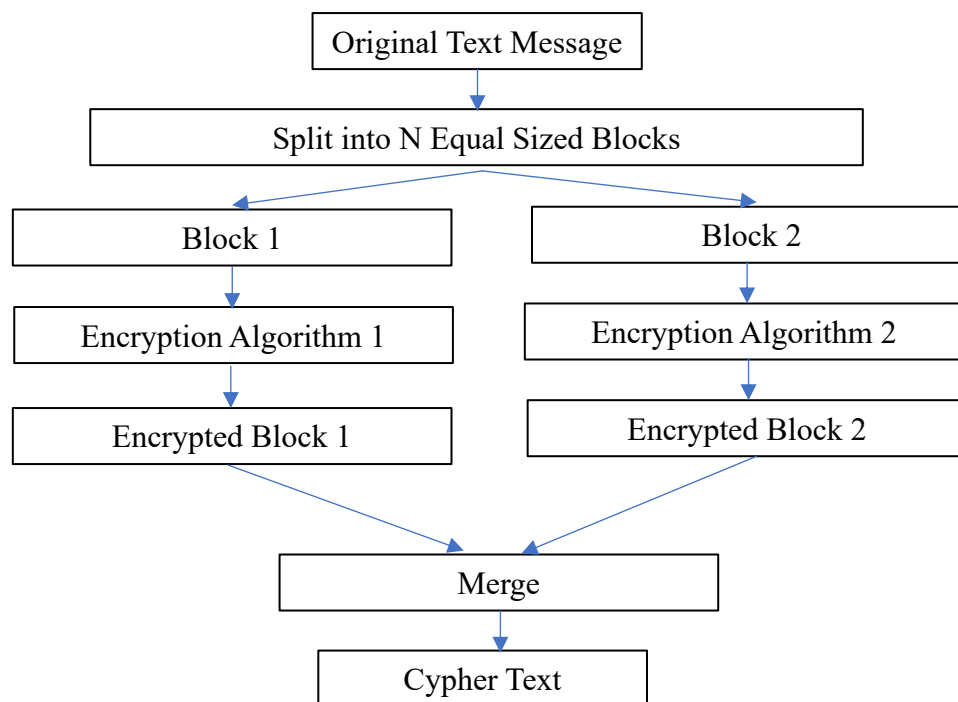 Original Text Message
Split into N Equal Sized Blocks
Block 1
Block 2
Encryption Algorithm 1
Encryption Algorithm 2
Encrypted Block 1
Encrypted Block 2
Merge
Cypher Text